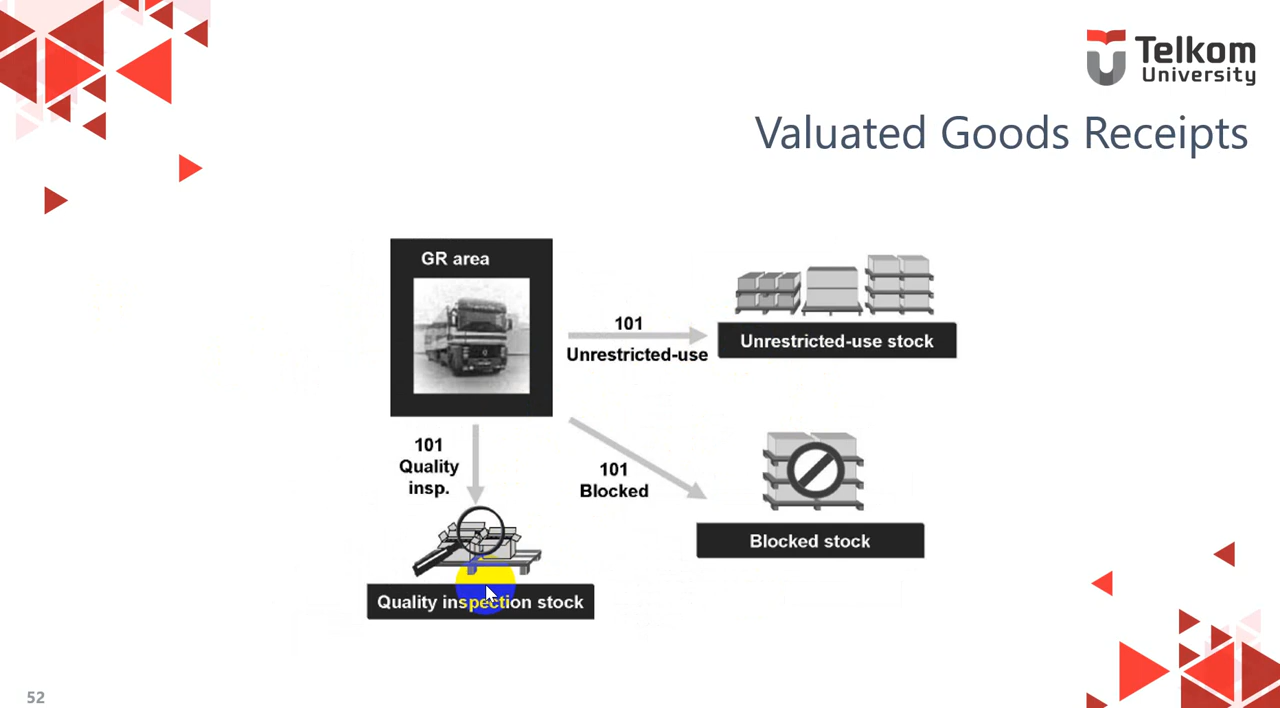 Telkom
University
Valuated Goods Receipts
GR area
101
Unrestricted-use
Unrestricted-use stock
101
Quality
insp.
101
Blocked
Blocked stock
Quality inspection stock
52